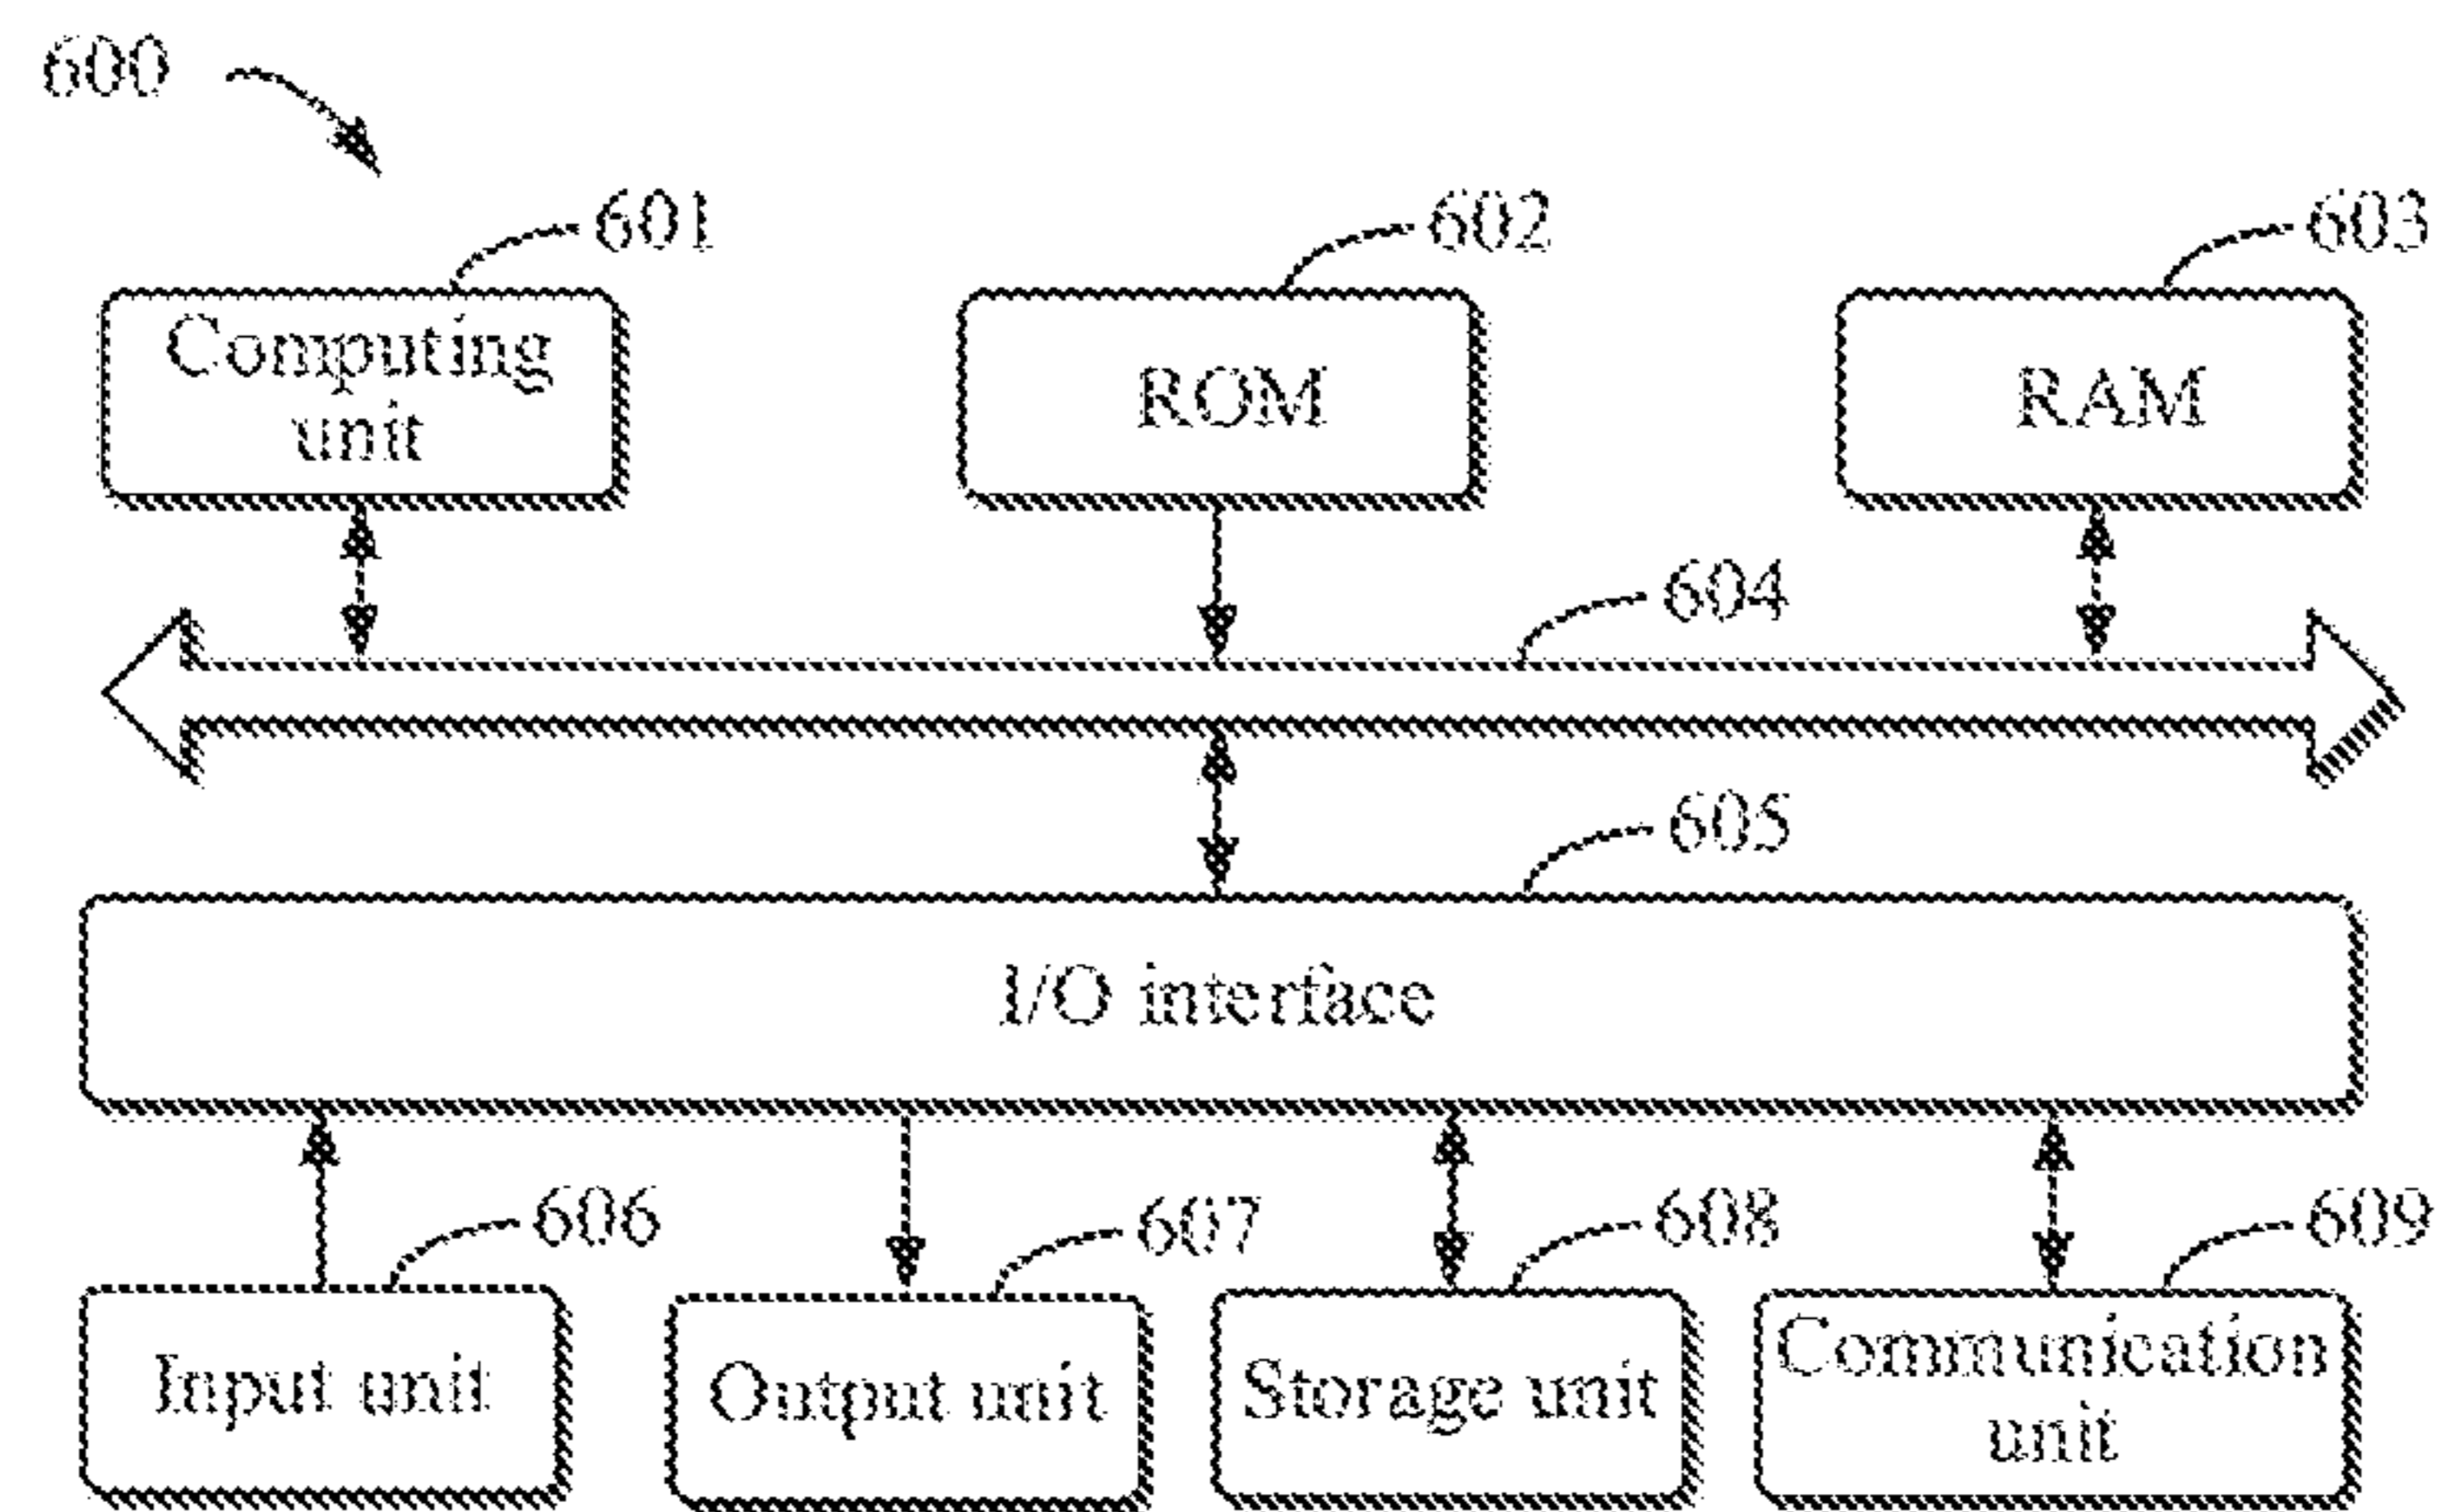 600
601
602
603
Computing
unit
ROM
RAM
604
605
I/O interface
606
607
608
609
Input unit
Output unit
Storage unit
Communication
unit